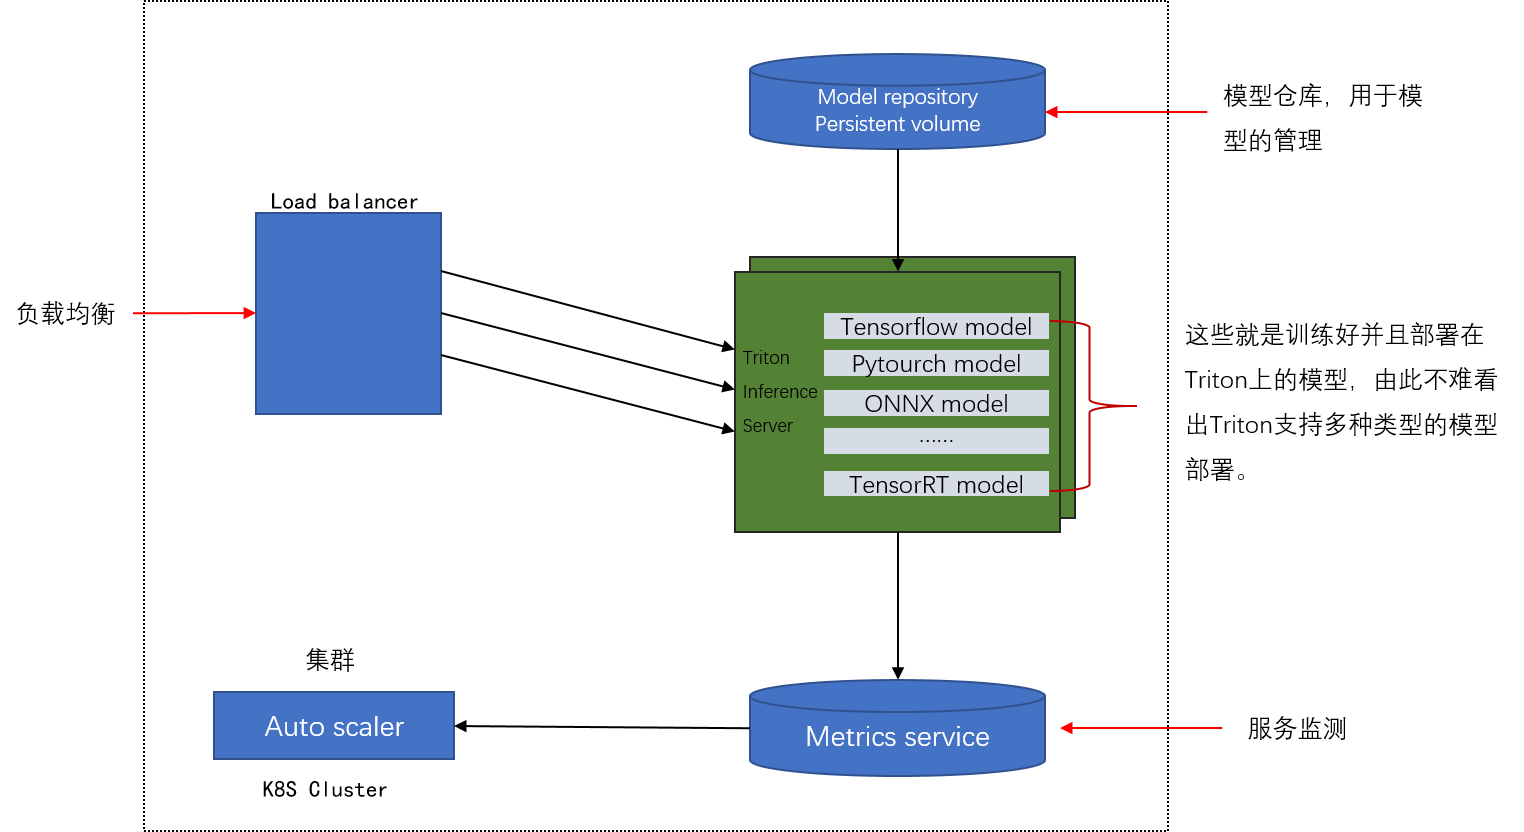 Model repository
Persistent volume
模型仓库，用于模
型的管理
Load balancer
负载均衡
Triton
Inference
Server
Tensorflow model
Pytourch model
ONNX model
……
TensorRT model
这些就是训练好并且部署在
Triton上的模型，由此不难看
出Triton支持多种类型的模型
部署。
集群
Auto scaler
K8S Cluster
Metrics service
服务监测